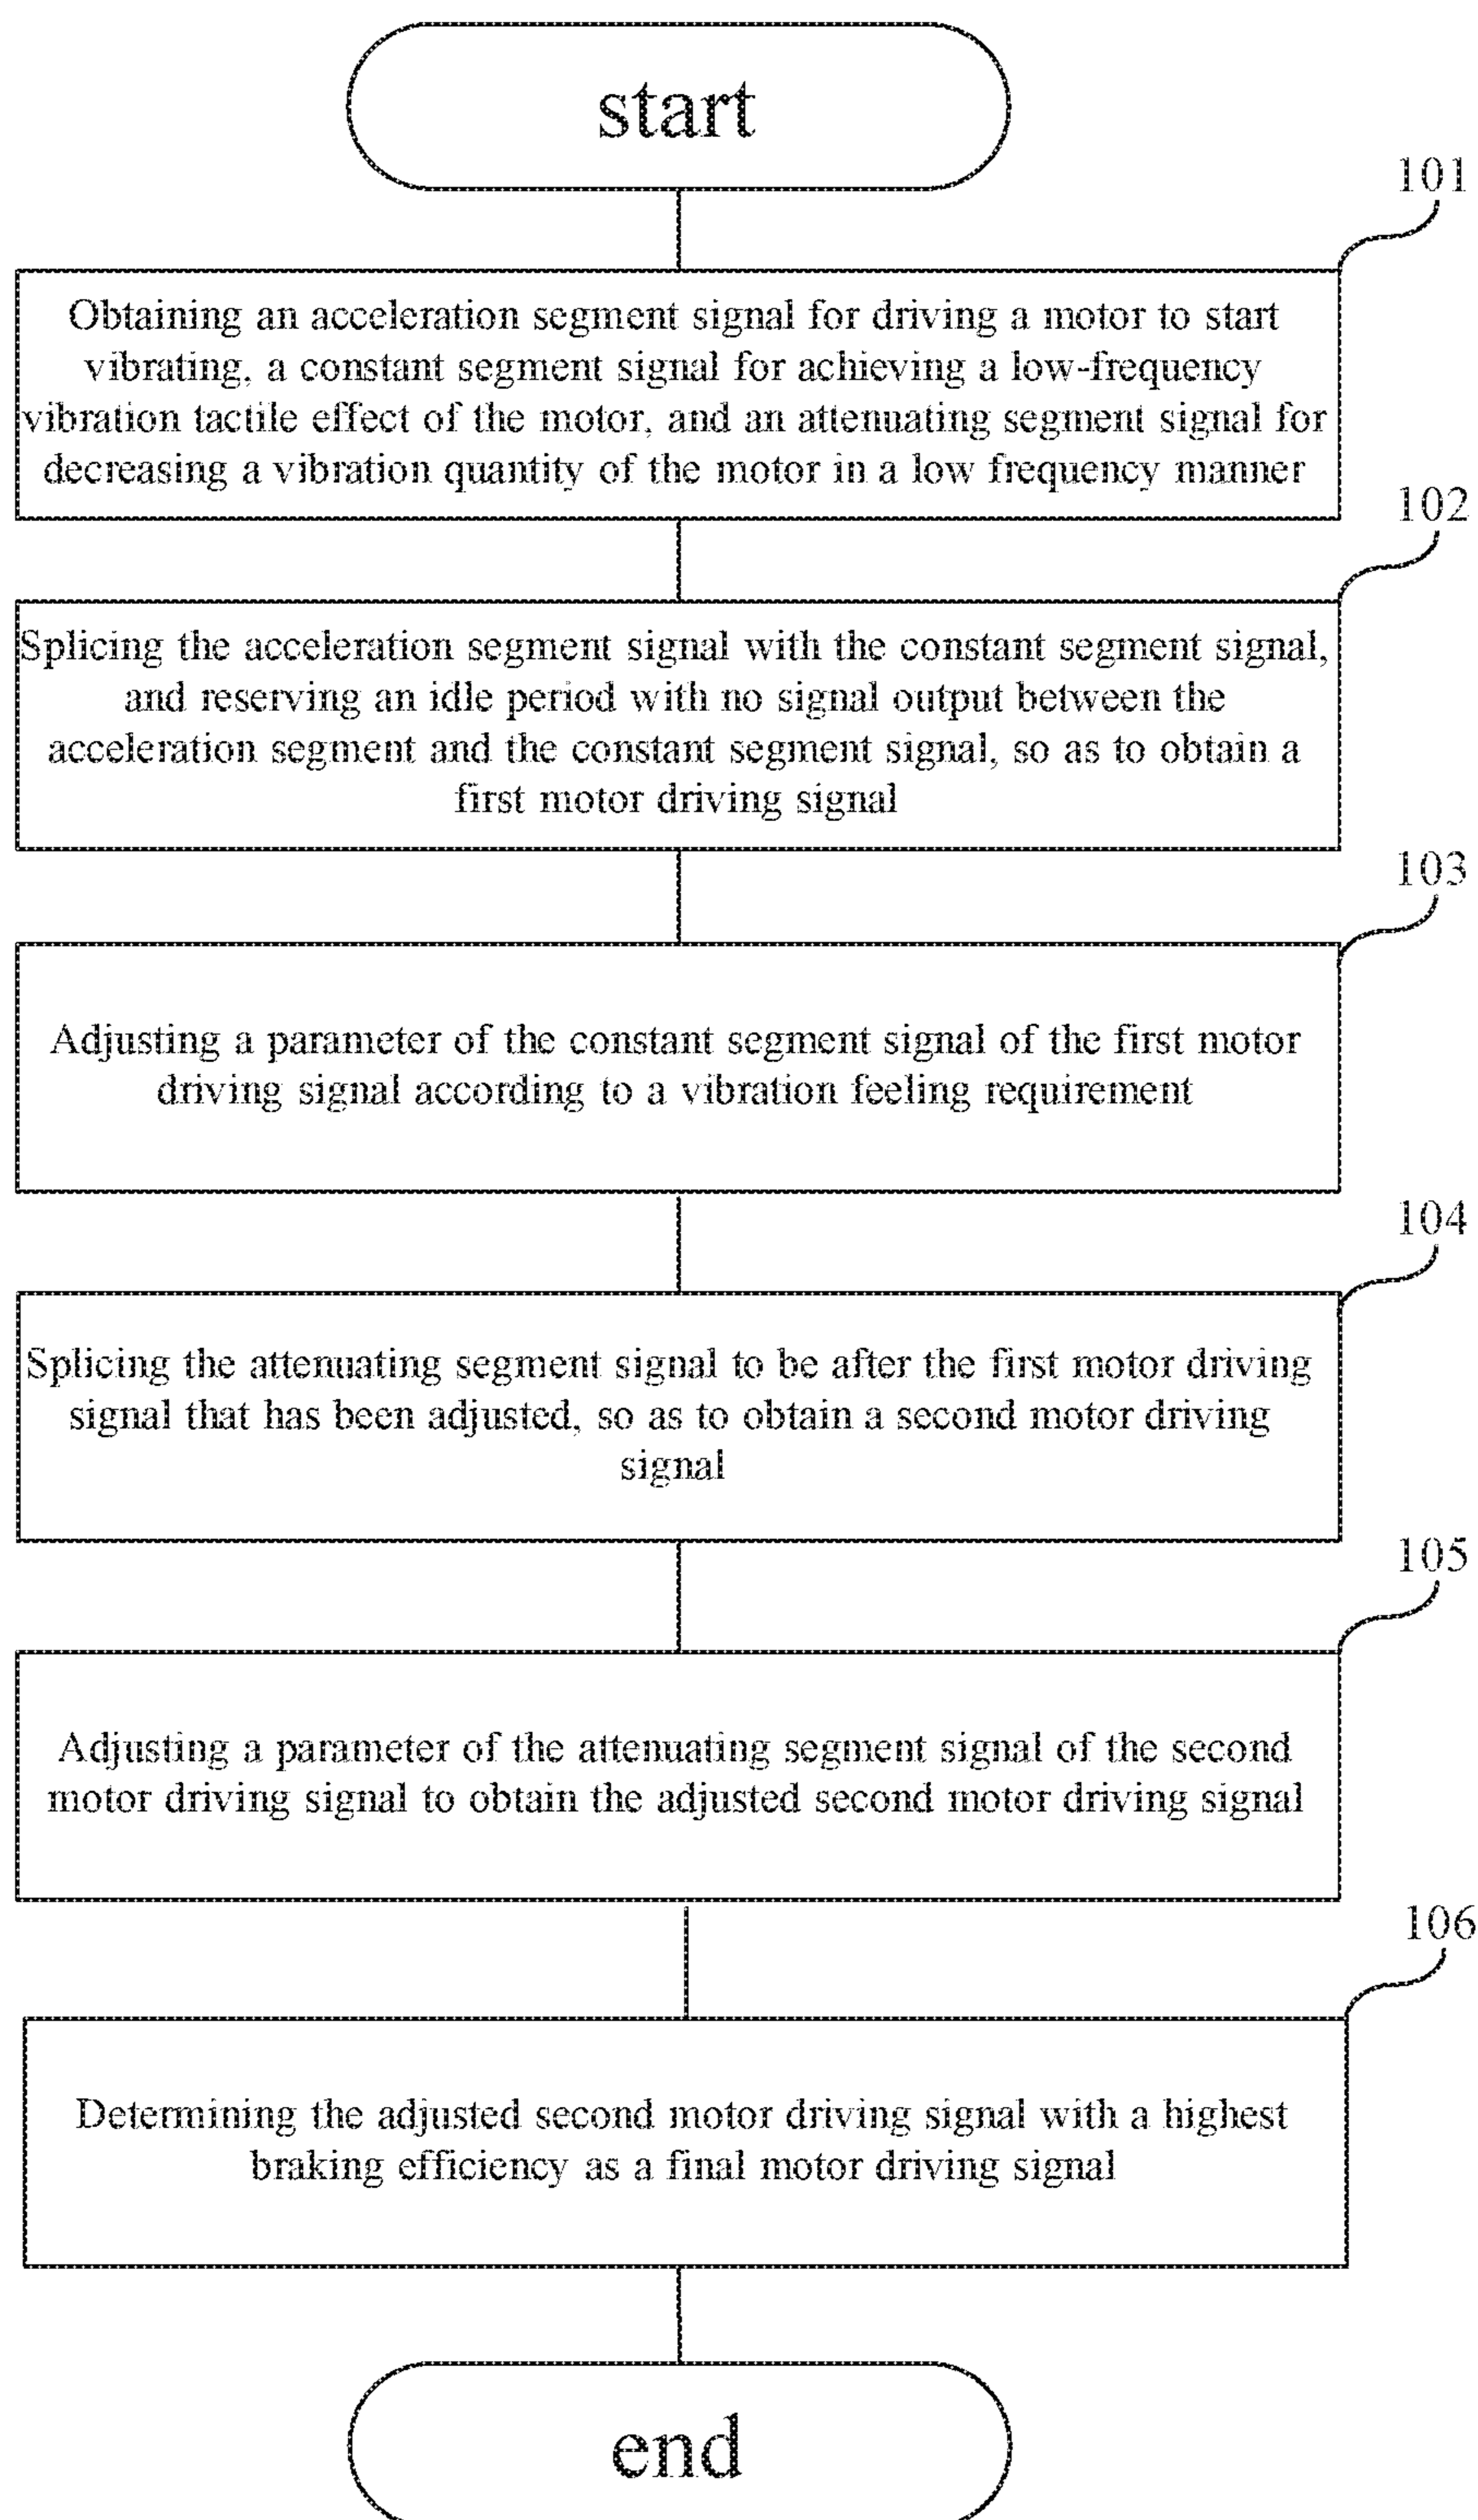 start
101
Obtaining an acceleration segment signal for driving a motor to start
vibrating, a constant segment signal for achieving a low-frequency
vibration tactile effect of the motor, and an attenuating segment signal for
decreasing a vibration quantity of the motor in a low frequency manner
102
Splicing the acceleration segment signal with the constant segment signal,
and reserving an idle period with no signal output between the
acceleration segment and the constant segment signal, so as to obtain a
first motor driving signal
103
Adjusting a parameter of the constant segment signal of the first motor
driving signal according to a vibration feeling requirement
104
Splicing the attenuating segment signal to be after the first motor driving
signal that has been adjusted, so as to obtain a second motor driving
signal
105
Adjusting a parameter of the attenuating segment signal of the second
motor driving signal to obtain the adjusted second motor driving signal
106
Determining the adjusted second motor driving signal with a highest
braking efficiency as a final motor driving signal
end